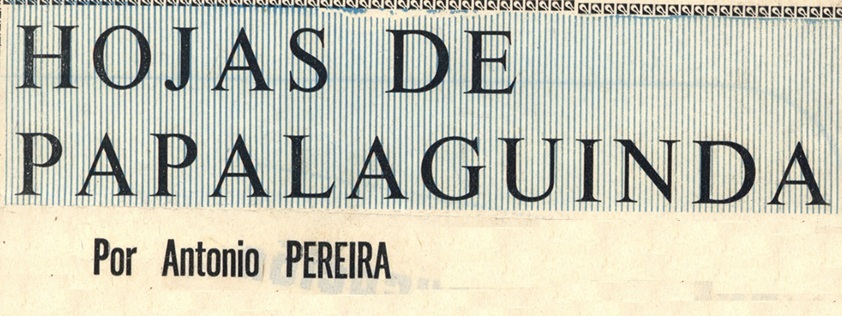 HOJAS DE
PAPALAGUINDA
Por Antonio PEREIRA